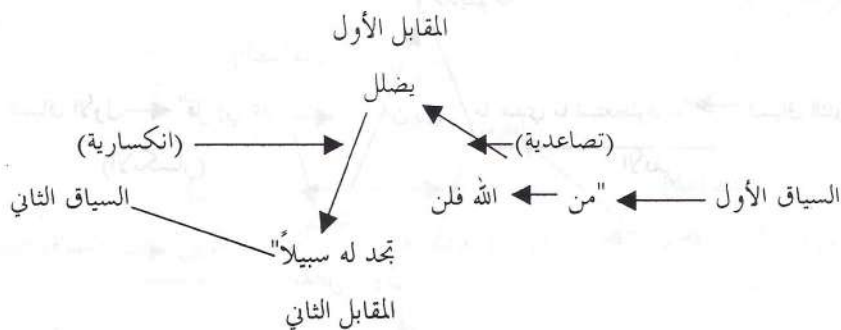 المقابل الأول
يضلل
(تصاعدية) (انكسارية)
السياق الأول "من الله فلن السياق الثاني
تجد له سبيلاً"
المقابل الثاني